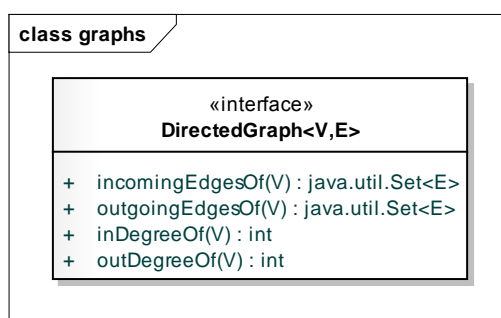 class graphs
«interface»
DirectedGraph<V,E>
+ incomingEdgesOf(V) : java.util.Set<E>
+ outgoingEdgesOf(V) : java.util.Set<E>
+ inDegreeOf(V) : int
+ outDegreeOf(V) : int